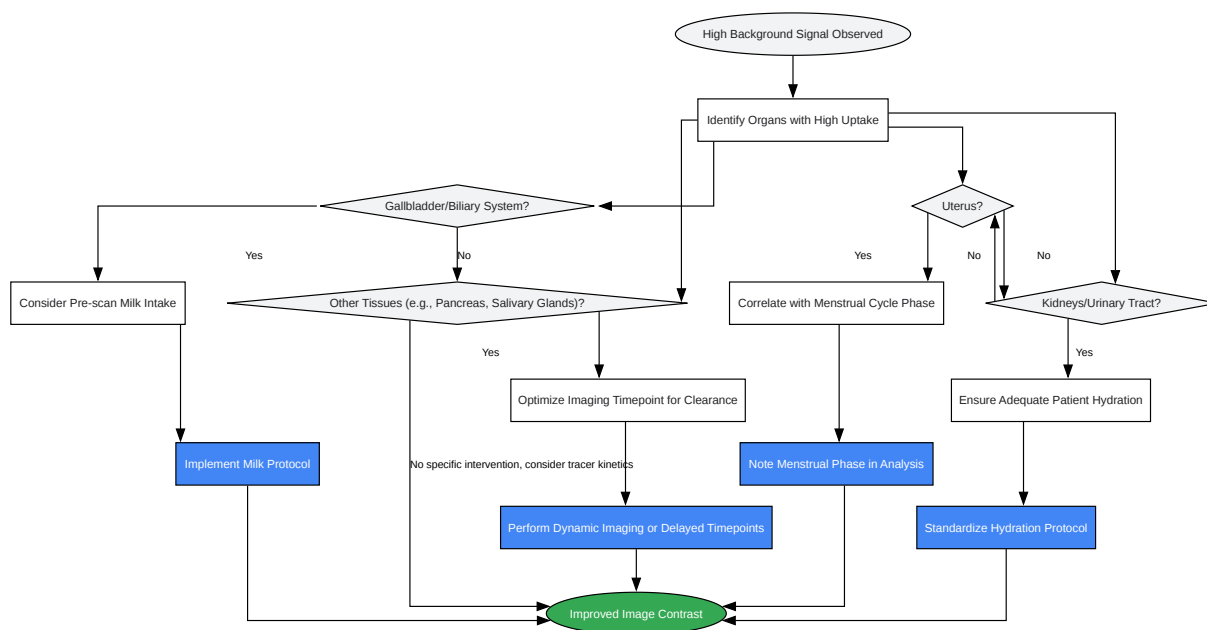 High Background Signal Observed
Identify Organs with High Uptake
Gallbladder/Biliary System?
Uterus?
Yes
No
Yes
No
No
Consider Pre-scan Milk Intake
Other Tissues (e.g., Pancreas, Salivary Glands)?
Correlate with Menstrual Cycle Phase
Kidneys/Urinary Tract?
Yes
Yes
Optimize Imaging Timepoint for Clearance
Ensure Adequate Patient Hydration
Implement Milk Protocol
No specific intervention, consider tracer kinetics
Note Menstrual Phase in Analysis
Perform Dynamic Imaging or Delayed Timepoints
Standardize Hydration Protocol
Improved Image Contrast